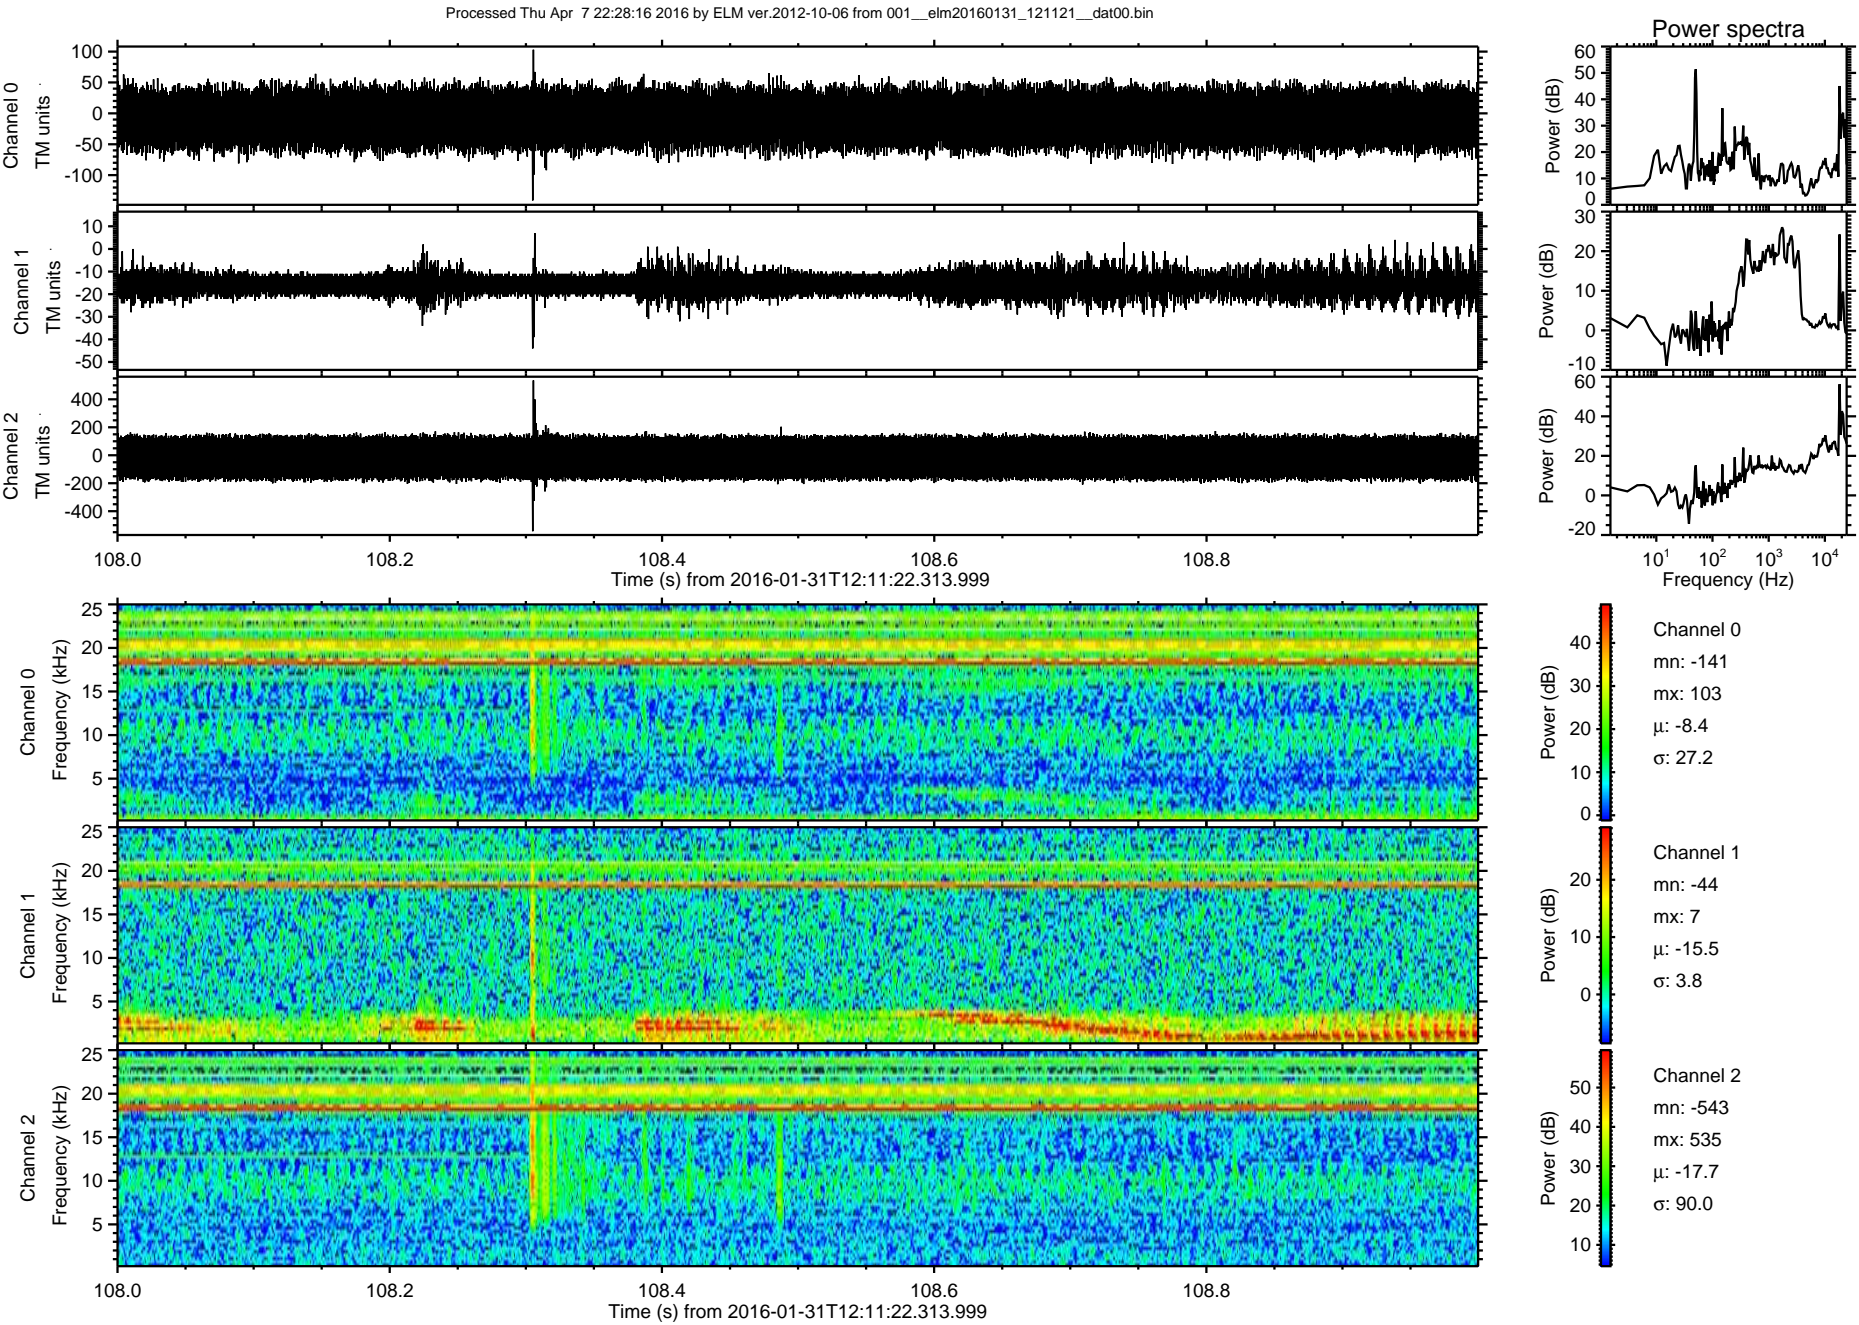 Processed Thu Apr  7 22:28:16 2016 by ELM ver.2012-10-06 from 001__elm20160131_121121__dat00.bin
Power spectra
Channel 0
TM units
100
50
0
-50
-100
Power (dB)
60
50
40
30
20
10
0
Channel 1
TM units
10
0
-10
-20
-30
-40
-50
Power (dB)
30
20
10
0
-10
Channel 2
TM units
400
200
0
-200
-400
Power (dB)
60
40
20
0
-20
108.0 108.2 108.4 108.6 108.8
Time (s) from 2016-01-31T12:11:22.313.999
10¹ 10² 10³ 10⁴
Frequency (Hz)
Channel 0
Frequency (kHz)
25
20
15
10
5
Power (dB)
40
30
20
10
0
Channel 0
mn: -141
mx: 103
μ: -8.4
σ: 27.2
Channel 1
Frequency (kHz)
25
20
15
10
5
Power (dB)
20
10
0
Channel 1
mn: -44
mx: 7
μ: -15.5
σ: 3.8
Channel 2
Frequency (kHz)
25
20
15
10
5
Power (dB)
50
40
30
20
10
Channel 2
mn: -543
mx: 535
μ: -17.7
σ: 90.0
108.0 108.2 108.4 108.6 108.8
Time (s) from 2016-01-31T12:11:22.313.999